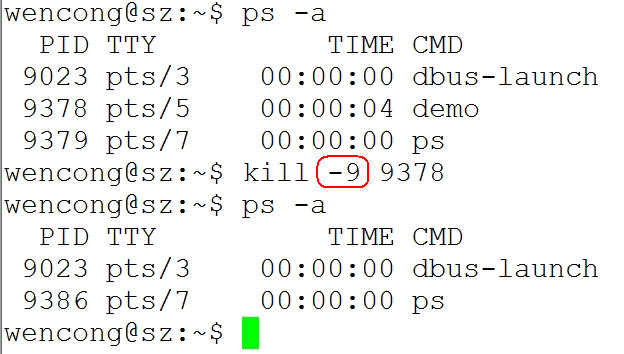 wencong@sz:~$ ps -a
  PID TTY          TIME CMD
 9023 pts/3    00:00:00 dbus-launch
 9378 pts/5    00:00:04 demo
 9379 pts/7    00:00:00 ps
wencong@sz:~$ kill -9 9378
wencong@sz:~$ ps -a
  PID TTY          TIME CMD
 9023 pts/3    00:00:00 dbus-launch
 9386 pts/7    00:00:00 ps
wencong@sz:~$